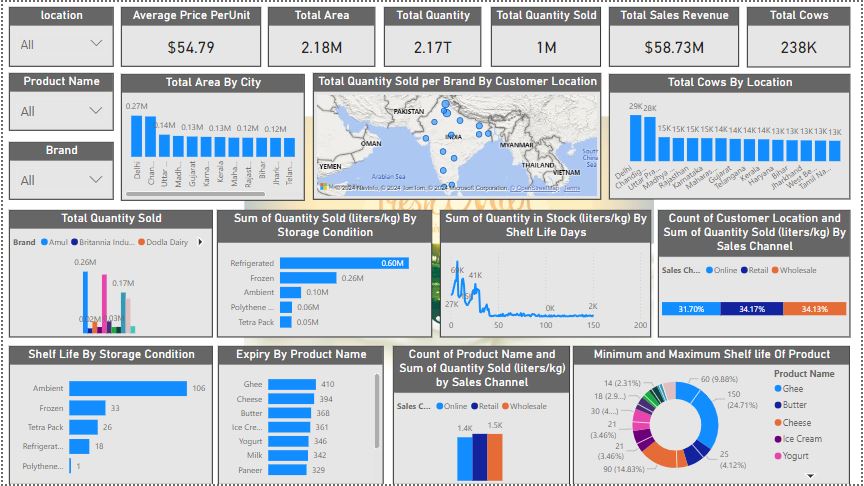 location
All
Average Price PerUnit
$54.79
Total Area
2.18M
Total Quantity
2.17T
Total Quantity Sold
1M
Total Sales Revenue
$58.73M
Total Cows
238K
Product Name
All
Brand
All
Total Area By City
0.27M
0.14M 0.13M 0.13M 0.12M 0.12M
Delhi
Chan...
Uttar ...
Madh...
Gujarat
Karna...
Kerala
Maha...
Rajast...
Bihar
Jhark...
Telan...
Total Quantity Sold per Brand By Customer Location
PAKISTAN
OMAN
INDIA
MYANMAR
YEMEN
Arabian Sea
THAILAND
VIETNAM
South
China
Sea
© 2024 TomTom, © 2024 Microsoft Corporation, © OpenStreetMap Terms
Total Cows By Location
29K 28K
15K 15K 15K 15K 14K 14K 14K 14K 13K 13K 13K 13K
Delhi
Chandig...
Uttar Pra...
Madhya ...
Rajasthan
Karnataka
Maharas...
Gujarat
Telangana
Kerala
Haryana
Bihar
Jharkhand
West Be...
Tamil Na...
Total Quantity Sold
Brand Amul Britannia Indu... Dodla Dairy
0.26M
0.17M
0.02M 0.03M
Sum of Quantity Sold (liters/kg) By
Storage Condition
Refrigerated 0.60M
Frozen 0.26M
Ambient 0.10M
Polythene ... 0.06M
Tetra Pack 0.05M
Sum of Quantity in Stock (liters/kg) By
Shelf Life Days
41K
27K
0K
2K
0 50 100 150 200
Count of Customer Location and
Sum of Quantity Sold (liters/kg) By
Sales Channel
Sales Ch... Online Retail Wholesale
31.70% 34.17% 34.13%
Shelf Life By Storage Condition
Ambient 106
Frozen 33
Tetra Pack 26
Refrigerat... 18
Polythene... 1
Expiry By Product Name
Ghee 410
Cheese 394
Butter 368
Ice Cre... 361
Yogurt 346
Milk 342
Paneer 329
Count of Product Name and
Sum of Quantity Sold (liters/kg)
by Sales Channel
Sales C... Online Retail Wholesale
1.4K
1.5K
Minimum and Maximum Shelf life Of Product
14 (2.31%)
18 (2.9...)
30 (4....)
21
(3.46%)
21
(3.46%)
90 (14.83%)
60 (9.88%)
150
(24.71%)
25
(4.12%)
Product Name
Ghee
Butter
Cheese
Ice Cream
Yogurt